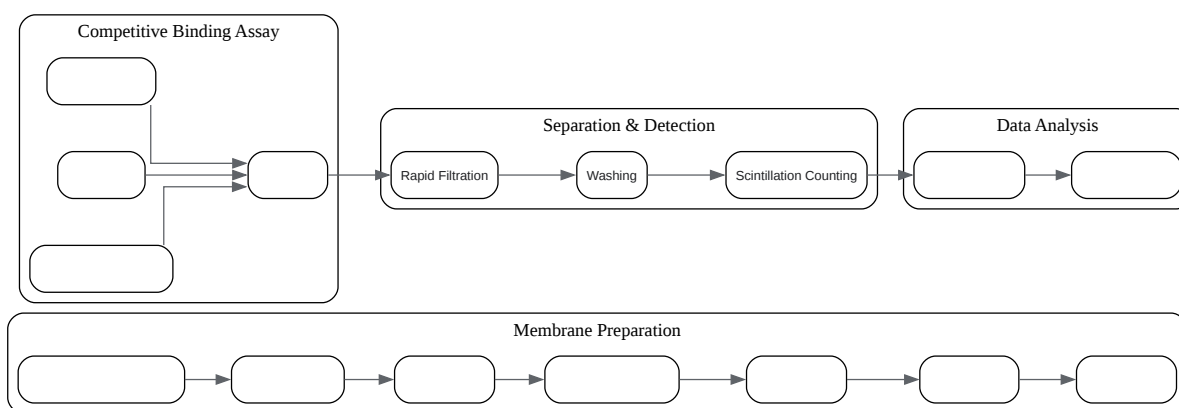 Competitive Binding Assay
Separation & Detection
Data Analysis
Rapid Filtration
Washing
Scintillation Counting
Membrane Preparation